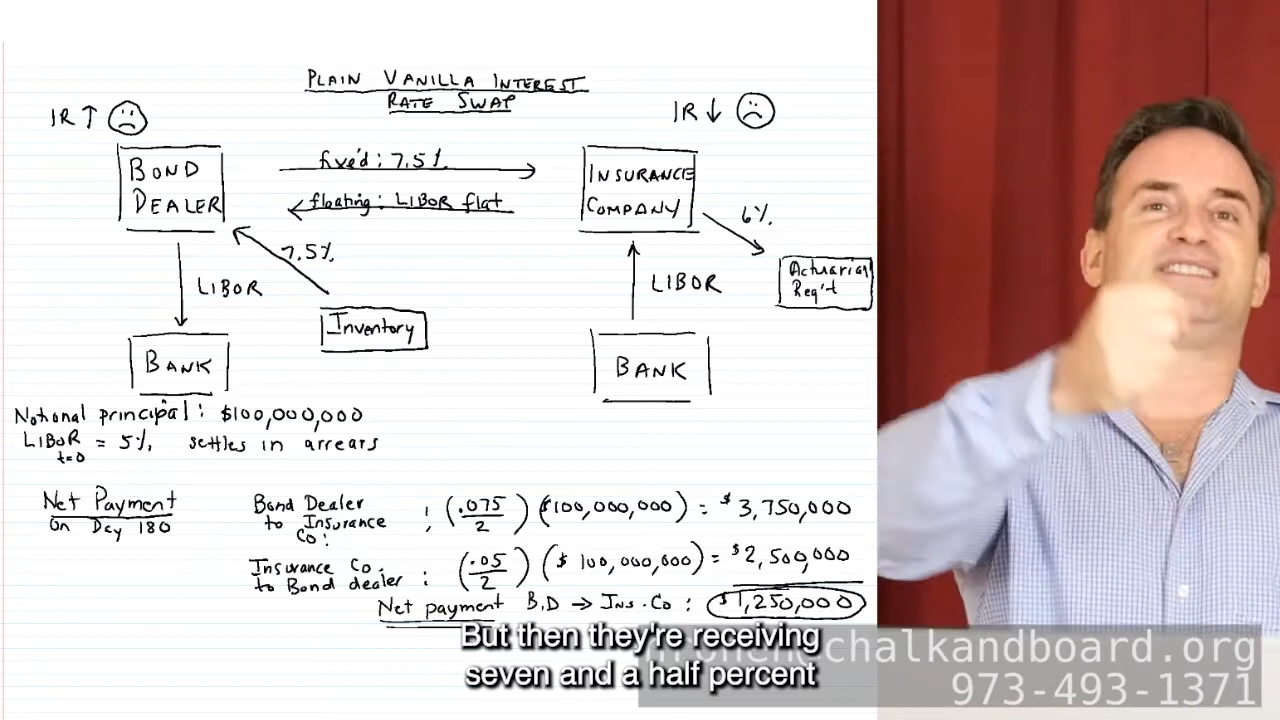 PLAIN VANILLA INTEREST
RATE SWAP
IR ↑
IR ↓
BOND
DEALER
fixed: 7.5%
floating: LIBOR flat
INSURANCE
COMPANY
6%
7.5%
Actuarial
Req't
LIBOR
LIBOR
Inventory
BANK
BANK
Notional principal: $100,000,000
LIBOR = 5% settles in arrears
t=0
Net Payment
On Day 180
Bond Dealer
to Insurance
Co:
: (.075/2) ($100,000,000) = $3,750,000
Insurance Co.
to Bond dealer : (.05/2) ($ 100,000,000) = $2,500,000
Net payment B.D → Ins. Co: $1,250,000
But then they're receiving
seven and a half percent
chalkandboard.org
973-493-1371